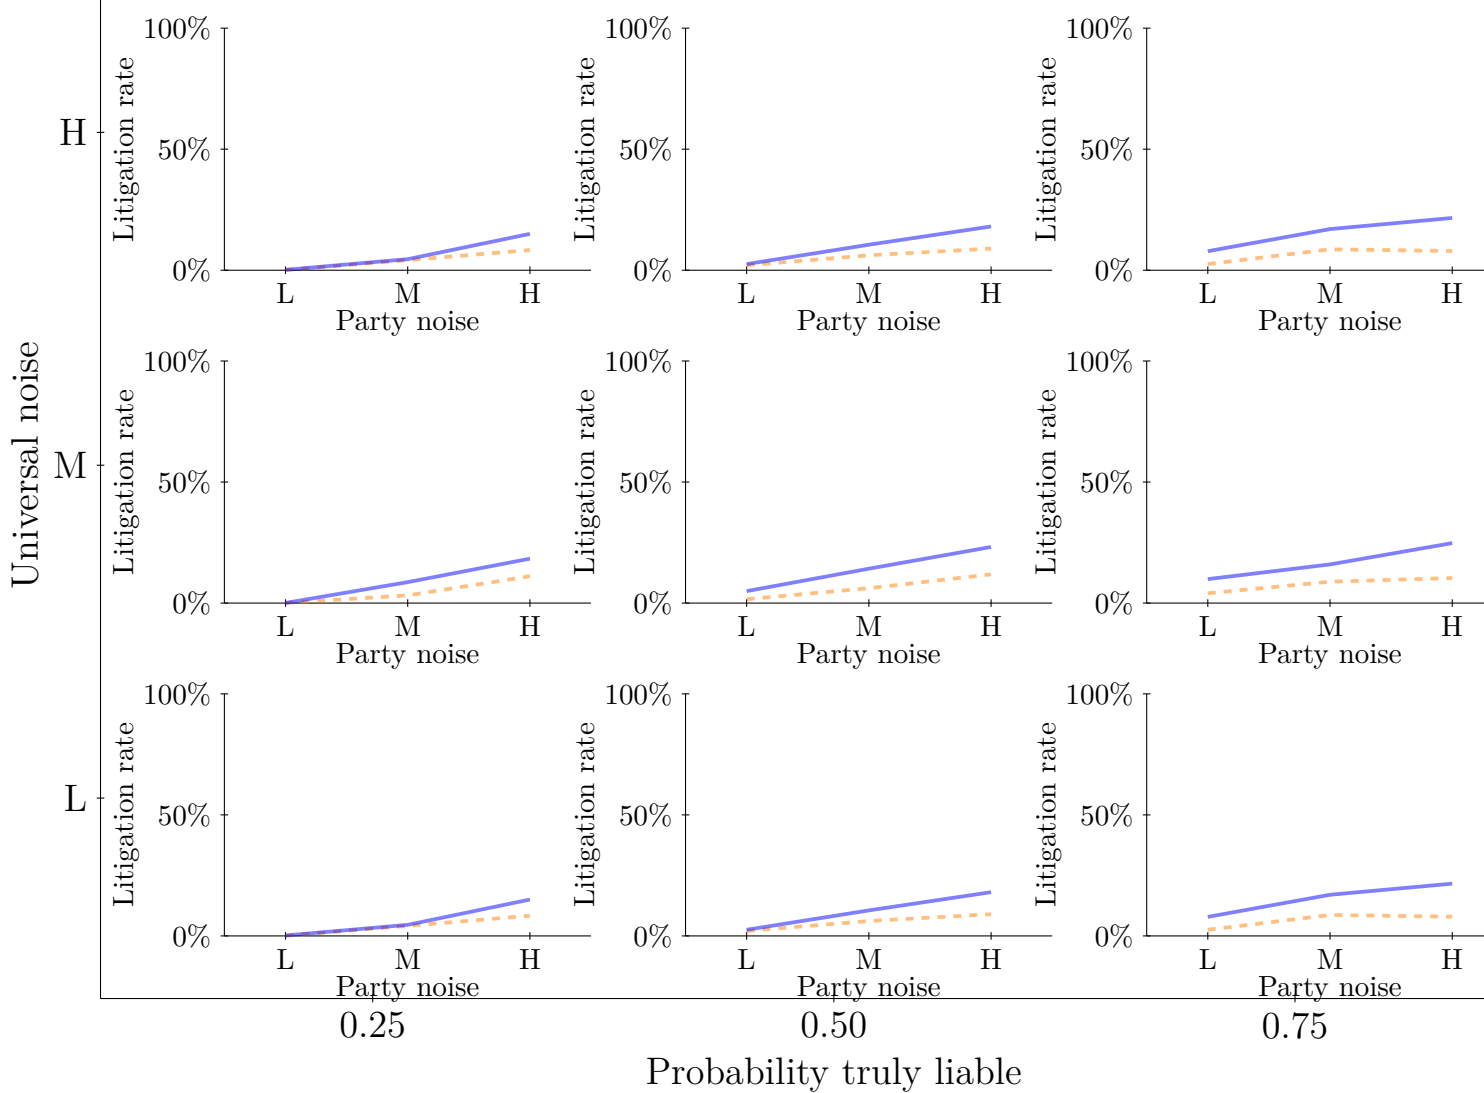 100%
100%
100%
Litigation rate
Litigation rate
Litigation rate
H
50%
50%
50%
0%
0%
0%
L M H
L M H
L M H
Party noise
Party noise
Party noise
Universal noise
100%
100%
100%
Litigation rate
Litigation rate
Litigation rate
M
50%
50%
50%
0%
0%
0%
L M H
L M H
L M H
Party noise
Party noise
Party noise
100%
100%
100%
Litigation rate
Litigation rate
Litigation rate
L
50%
50%
50%
0%
0%
0%
L M H
L M H
L M H
Party noise
Party noise
Party noise
0.25
0.50
0.75
Probability truly liable